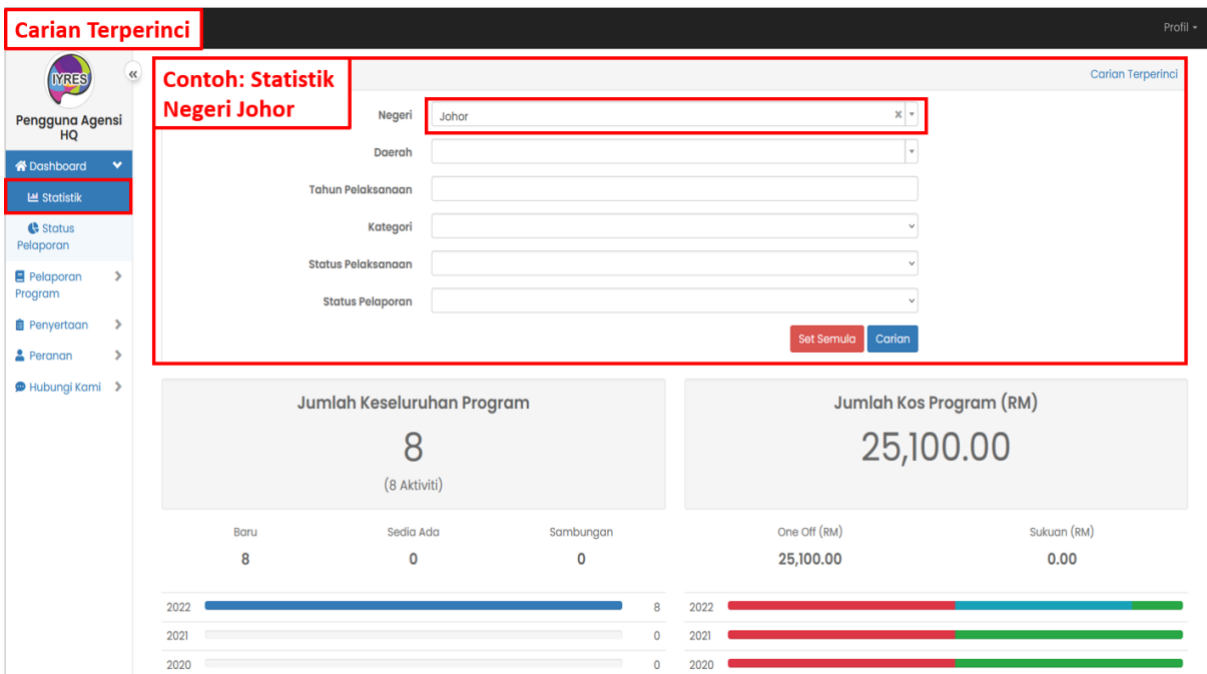 Carian Terperinci
Profil
IYRES
Pengguna Agensi
HQ
Dashboard
Statistik
Status
Pelaporan
Pelaporan
Program
Penyertaan
Peranan
Hubungi Kami
Contoh: Statistik
Negeri Johor
Carian Terperinci
Negeri Johor
Daerah
Tahun Pelaksanaan
Kategori
Status Pelaksanaan
Status Pelaporan
Set Semula Carian
Jumlah Keseluruhan Program
8
(8 Aktiviti)
Jumlah Kos Program (RM)
25,100.00
Baru Sedia Ada Sambungan
8 0 0
One Off (RM) Sukuan (RM)
25,100.00 0.00
2022 8
2021 0
2020 0
2022
2021
2020